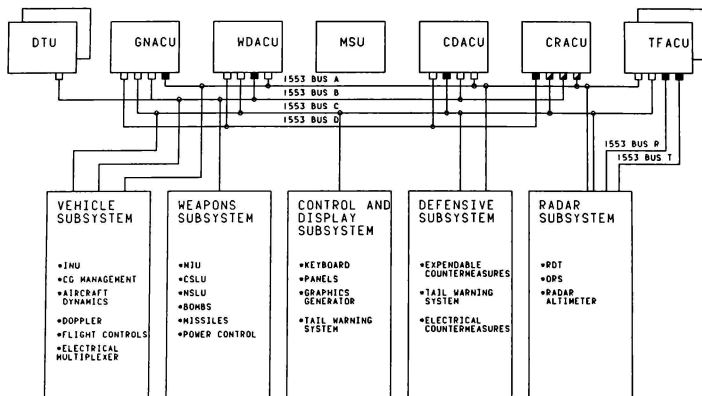 DTU
GNACU
WDACU
MSU
CDACU
CRACU
TFACU
1553 BUS A
1553 BUS B
1553 BUS C
1553 BUS D
1553 BUS R
1553 BUS T
VEHICLE
SUBSYSTEM
•INU
•CG MANAGEMENT
•AIRCRAFT
DYNAMICS
•DOPPLER
•FLIGHT CONTROLS
•ELECTRICAL
MULTIPLEXER
WEAPONS
SUBSYSTEM
•MIU
•CSLU
•NSLU
•BOMBS
•MISSILES
•POWER CONTROL
CONTROL AND
DISPLAY
SUBSYSTEM
•KEYBOARD
•PANELS
•GRAPHICS
GENERATOR
•TAIL WARNING
SYSTEM
DEFENSIVE
SUBSYSTEM
•EXPENDABLE
COUNTERMEASURES
•TAIL WARNING
SYSTEM
•ELECTRICAL
COUNTERMEASURES
RADAR
SUBSYSTEM
•RDT
•ORS
•RADAR
ALTIMETER